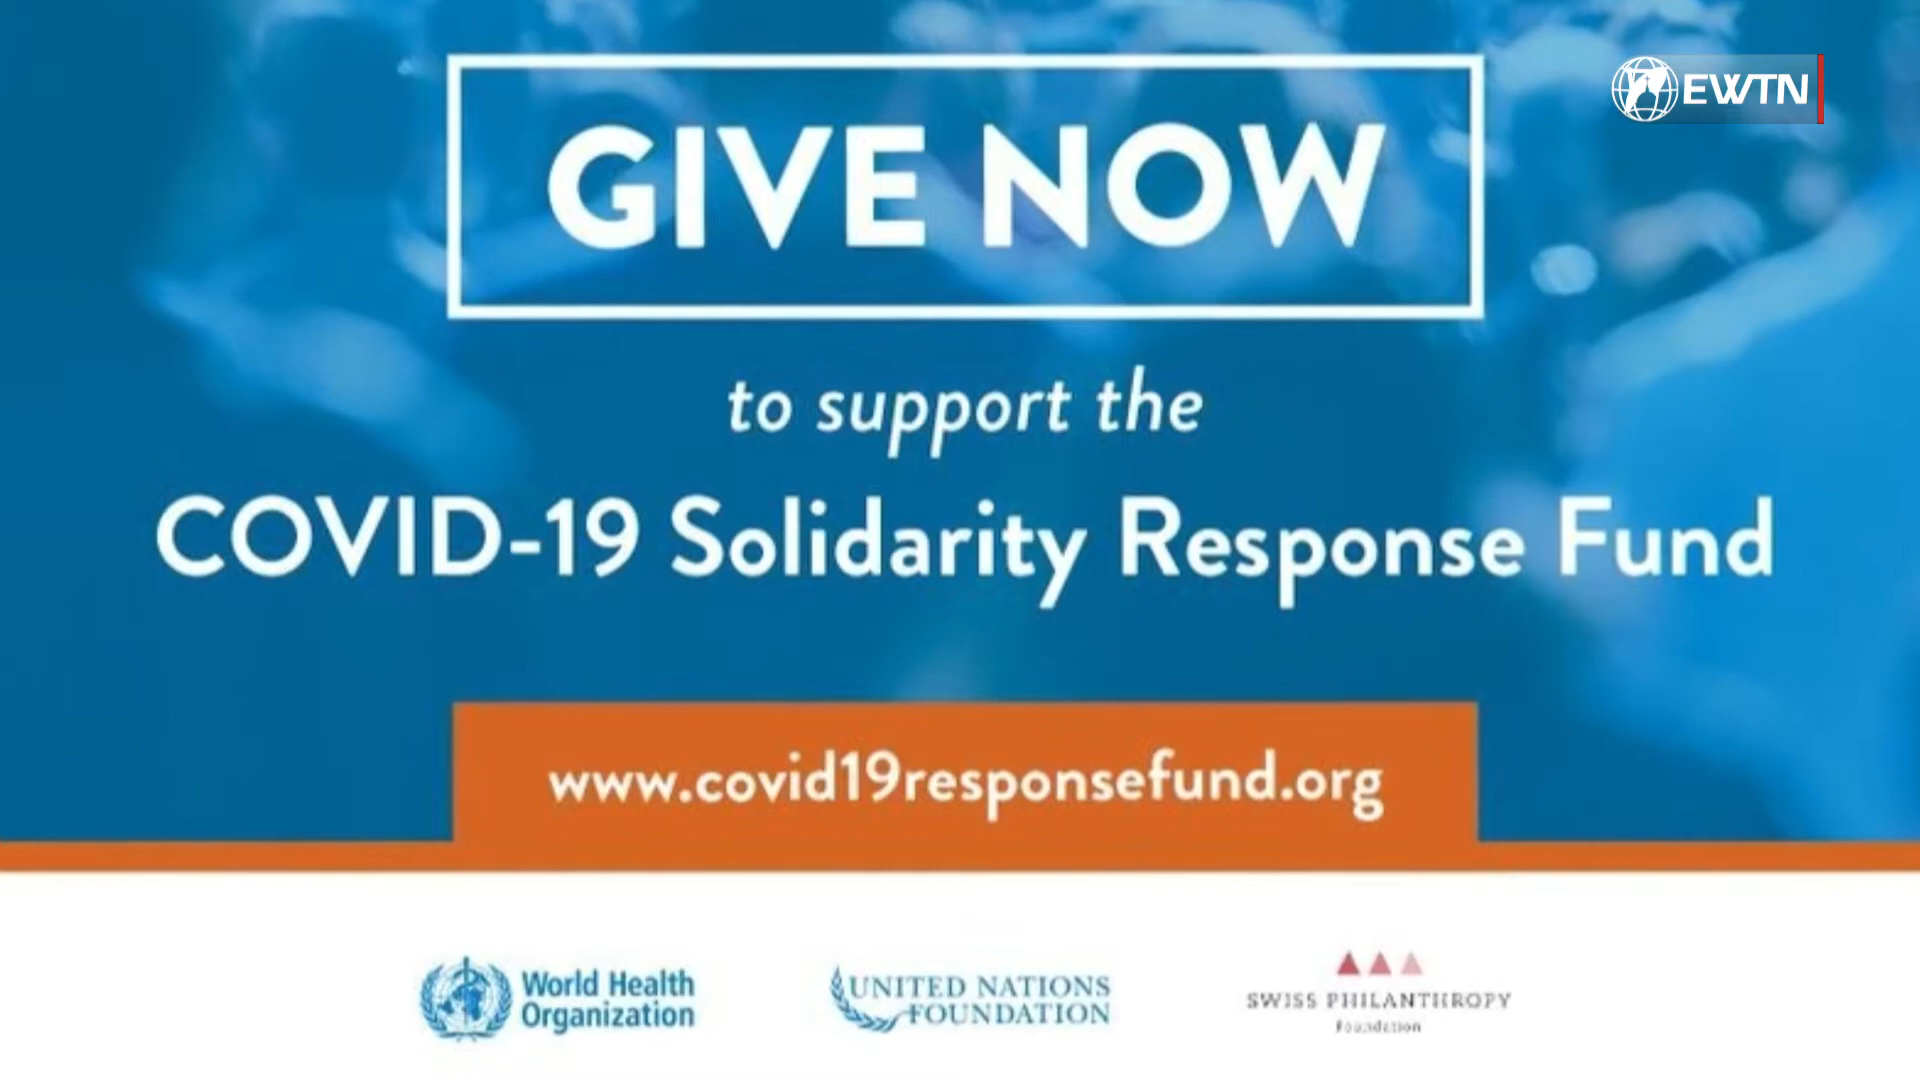 EWTN
GIVE NOW
to support the
COVID-19 Solidarity Response Fund
www.covid19responsefund.org
World Health
Organization
UNITED NATIONS
FOUNDATION
SWISS PHILANTHROPY
Foundation